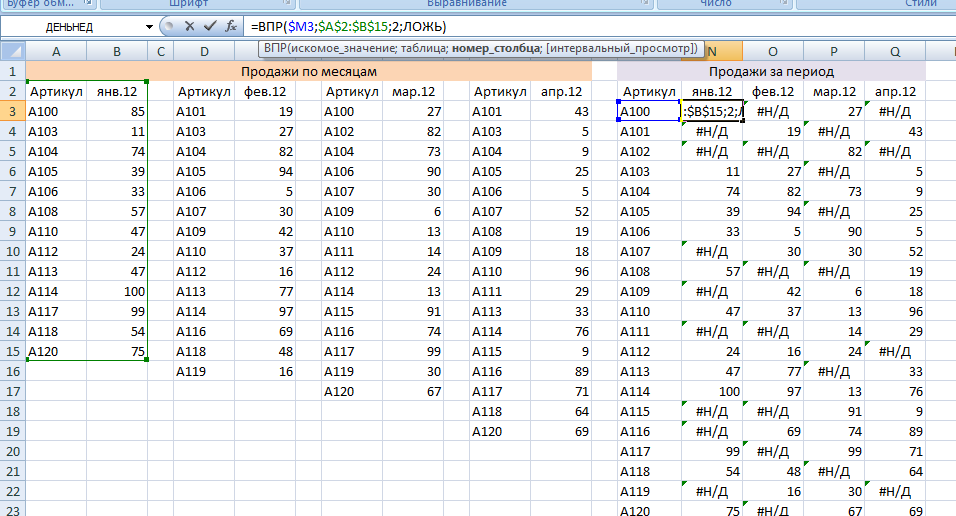 Буфер обм... Шрифт Выравнивание Число Стили
ДЕНЬНЕД =ВПР($M3;$A$2:$B$15;2;ЛОЖЬ)
ВПР(искомое_значение; таблица; номер_столбца; [интервальный_просмотр])
A B C D E F G H I J K L M N O P Q
1 Продажи по месяцам Продажи за период
2 Артикул янв.12 Артикул фев.12 Артикул мар.12 Артикул апр.12 Артикул янв.12 фев.12 мар.12 апр.12
3 A100 85 A101 19 A100 27 A101 43 A100 :$B$15;2;Л #Н/Д 27 #Н/Д
4 A103 11 A103 27 A102 82 A103 5 A101 #Н/Д 19 #Н/Д 43
5 A104 74 A104 82 A104 73 A104 9 A102 #Н/Д #Н/Д 82 #Н/Д
6 A105 39 A105 94 A106 90 A105 25 A103 11 27 #Н/Д 5
7 A106 33 A106 5 A107 30 A106 5 A104 74 82 73 9
8 A108 57 A107 30 A109 6 A107 52 A105 39 94 #Н/Д 25
9 A110 47 A109 42 A110 13 A108 19 A106 33 5 90 5
10 A112 24 A110 37 A111 14 A109 18 A107 #Н/Д 30 30 52
11 A113 47 A112 16 A112 24 A110 96 A108 57 #Н/Д #Н/Д 19
12 A114 100 A113 77 A114 13 A111 29 A109 #Н/Д 42 6 18
13 A117 99 A114 97 A115 91 A113 33 A110 47 37 13 96
14 A118 54 A116 69 A116 74 A114 76 A111 #Н/Д #Н/Д 14 29
15 A120 75 A118 48 A117 99 A115 9 A112 24 16 24 #Н/Д
16 A119 16 A119 30 A116 89 A113 47 77 #Н/Д 33
17 A120 67 A117 71 A114 100 97 13 76
18 A118 64 A115 #Н/Д #Н/Д 91 9
19 A120 69 A116 #Н/Д 69 74 89
20 A117 99 #Н/Д 99 71
21 A118 54 48 #Н/Д 64
22 A119 #Н/Д 16 30 #Н/Д
23 A120 75 #Н/Д 67 69